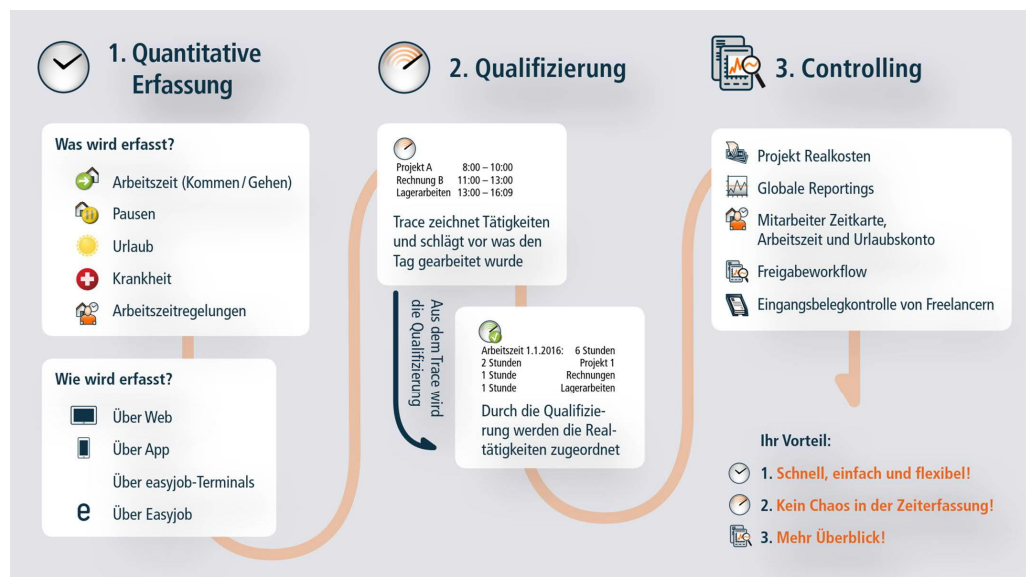 1. Quantitative
Erfassung
Was wird erfasst?
Arbeitszeit (Kommen/Gehen)
Pausen
Urlaub
Krankheit
Arbeitszeitregelungen
Wie wird erfasst?
Über Web
Über App
Über easyjob-Terminals
e Über Easyjob
2. Qualifizierung
Projekt A 8:00 – 10:00
Rechnung B 11:00 – 13:00
Lagerarbeiten 13:00 – 16:09
Trace zeichnet Tätigkeiten
und schlägt vor was den
Tag gearbeitet wurde
Aus dem Trace wird
die Qualifizierung
Arbeitszeit 1.1.2016: 6 Stunden
2 Stunden Projekt 1
1 Stunde Rechnungen
1 Stunde Lagerarbeiten
Durch die Qualifizie-
rung werden die Real-
tätigkeiten zugeordnet
3. Controlling
Projekt Realkosten
Globale Reportings
Mitarbeiter Zeitkarte,
Arbeitszeit und Urlaubskonto
Freigabeworkflow
Eingangsbelegkontrolle von Freelancern
Ihr Vorteil:
1. Schnell, einfach und flexibel!
2. Kein Chaos in der Zeiterfassung!
3. Mehr Überblick!